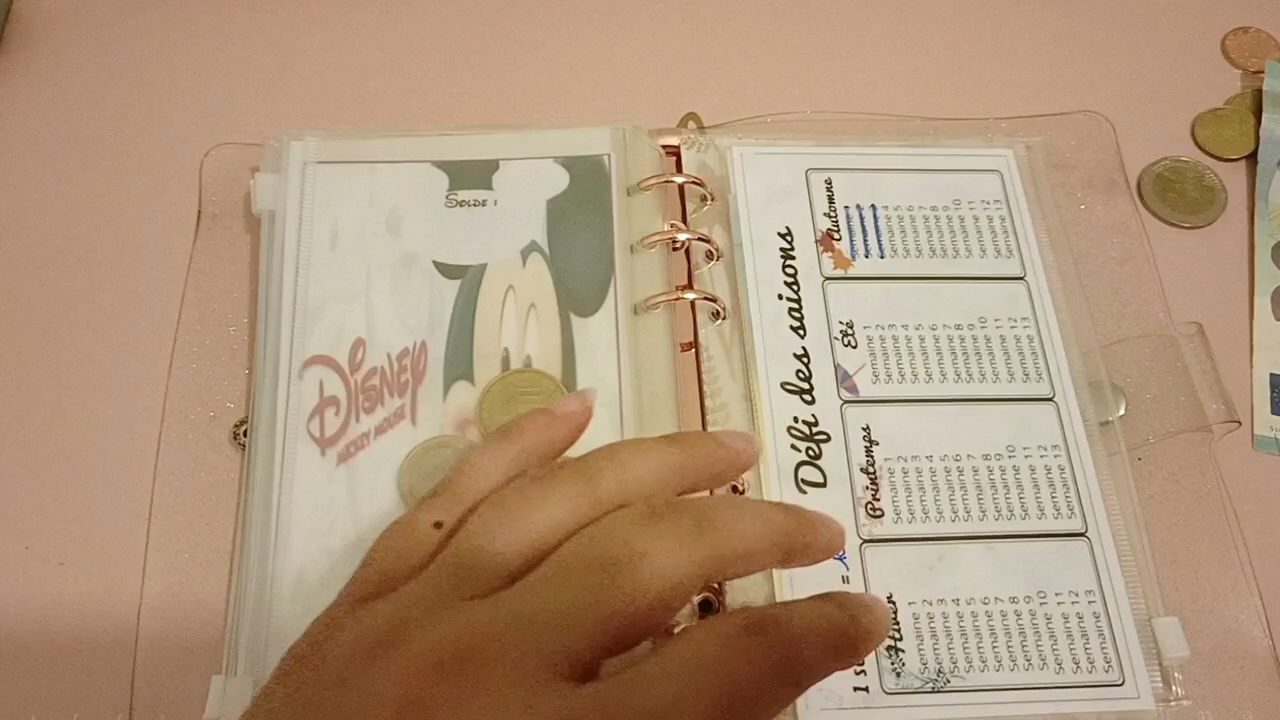 SOLDE :
DISNEY
MICKEY MOUSE
Défi des saisons
Automne
Semaine 4
Semaine 5
Semaine 6
Semaine 7
Semaine 8
Semaine 9
Semaine 10
Semaine 11
Semaine 12
Semaine 13
Été
Semaine 1
Semaine 2
Semaine 3
Semaine 4
Semaine 5
Semaine 6
Semaine 7
Semaine 8
Semaine 9
Semaine 10
Semaine 11
Semaine 12
Semaine 13
Printemps
Semaine 1
Semaine 2
Semaine 3
Semaine 4
Semaine 5
Semaine 6
Semaine 7
Semaine 8
Semaine 9
Semaine 10
Semaine 11
Semaine 12
Semaine 13
Hiver
Semaine 1
Semaine 2
Semaine 3
Semaine 4
Semaine 5
Semaine 6
Semaine 7
Semaine 8
Semaine 9
Semaine 10
Semaine 11
Semaine 12
Semaine 13